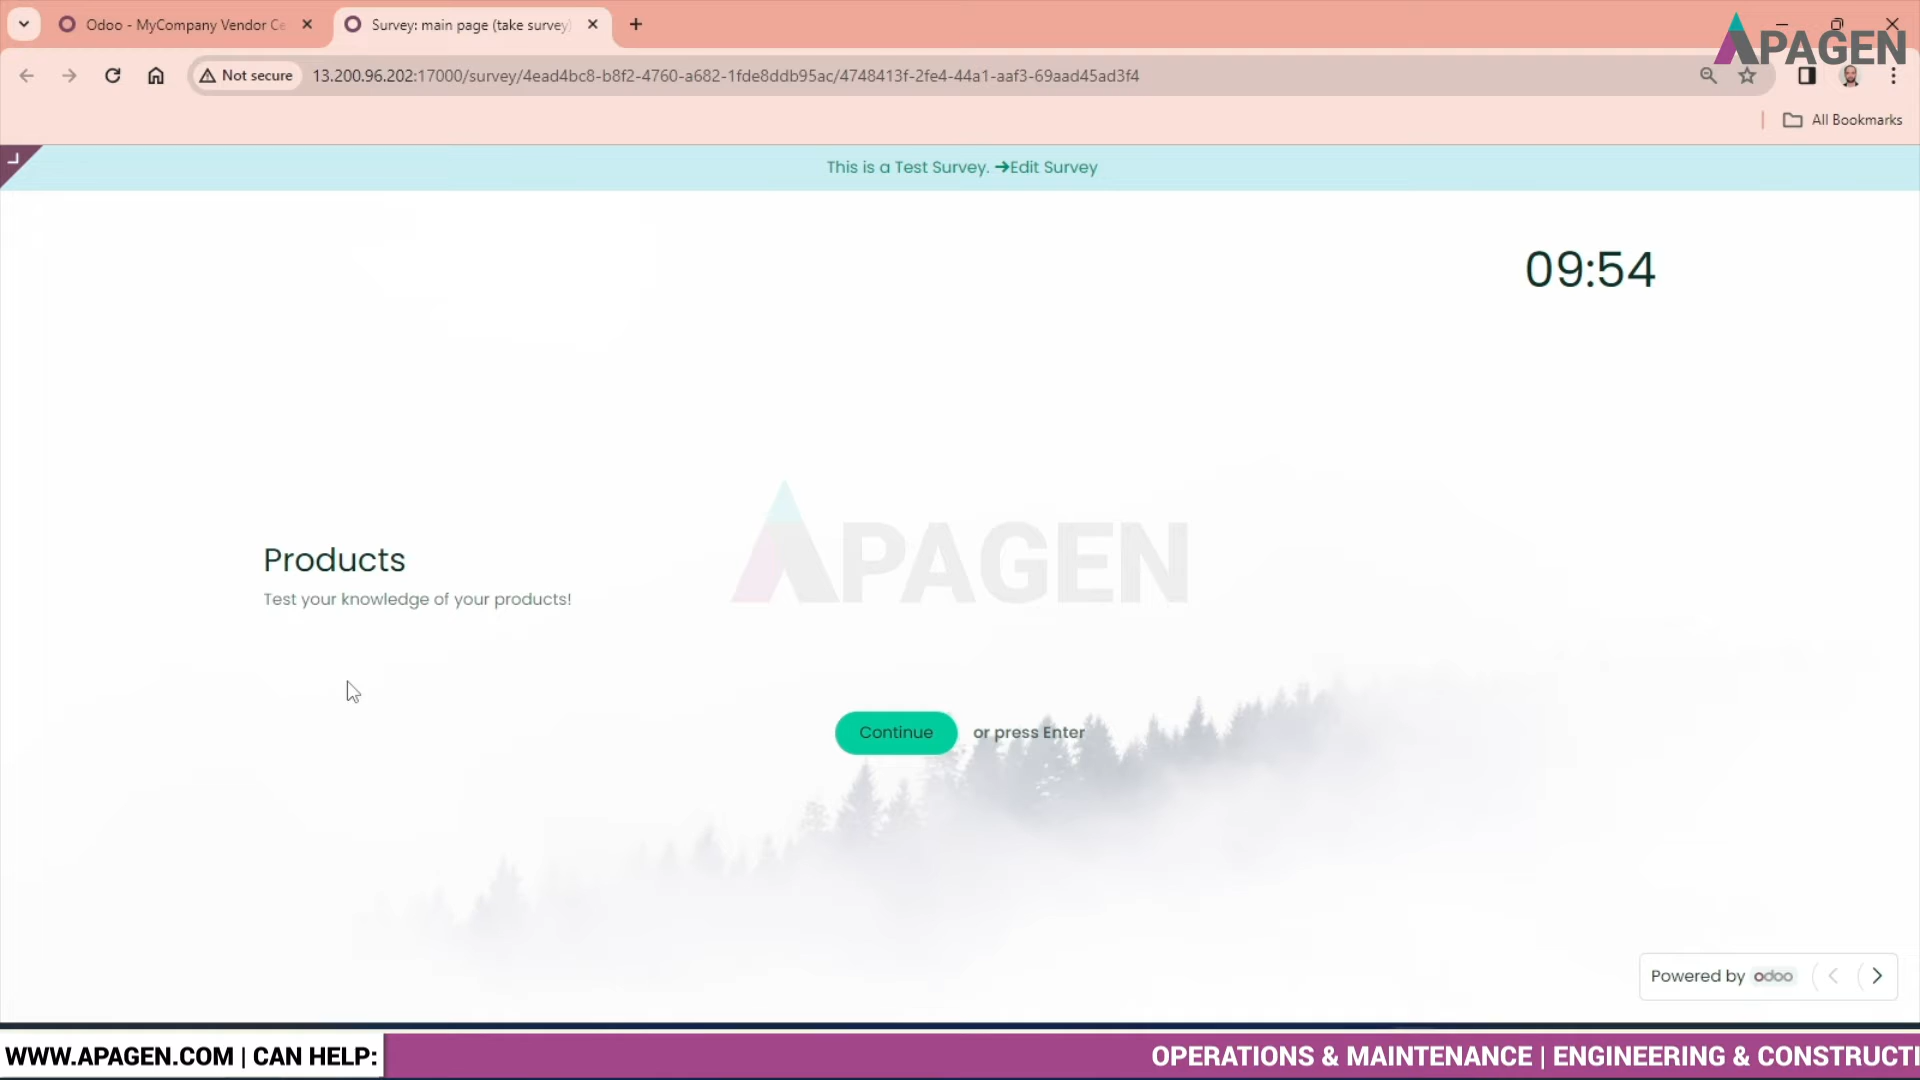 Odoo - MyCompany Vendor Ce
Survey: main page (take survey)
APAGEN
Not secure
13.200.96.202:17000/survey/4ead4bc8-b8f2-4760-a682-1fde8ddb95ac/4748413f-2fe4-44a1-aaf3-69aad45ad3f4
All Bookmarks
This is a Test Survey. ➔Edit Survey
09:54
APAGEN
Products
Test your knowledge of your products!
Continue or press Enter
Powered by odoo
WWW.APAGEN.COM | CAN HELP: OPERATIONS & MAINTENANCE | ENGINEERING & CONSTRUCTI